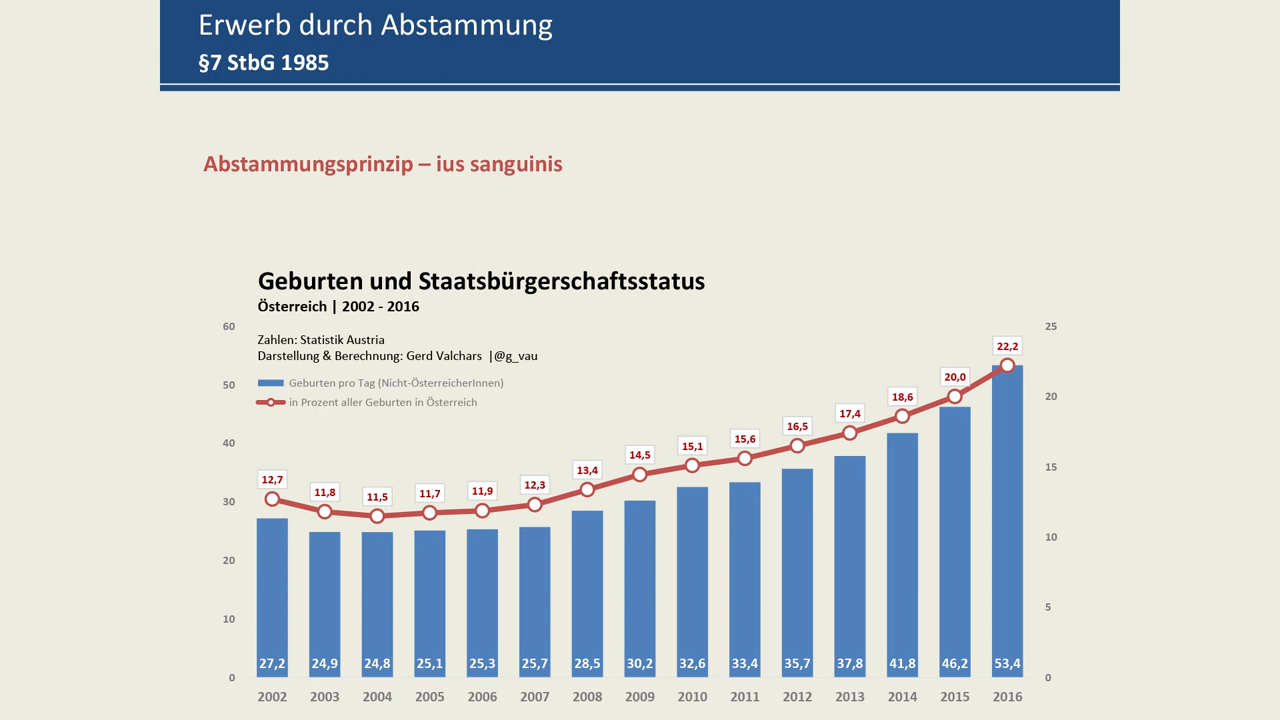 Erwerb durch Abstammung
§7 StbG 1985
Abstammungsprinzip – ius sanguinis
Geburten und Staatsbürgerschaftsstatus
Österreich | 2002 - 2016
Zahlen: Statistik Austria
Darstellung & Berechnung: Gerd Valchars |@g_vau
Geburten pro Tag (Nicht-ÖsterreicherInnen)
in Prozent aller Geburten in Österreich
60
50
40
30
20
10
0
25
20
15
10
5
0
12,7 11,8 11,5 11,7 11,9 12,3 13,4 14,5 15,1 15,6 16,5 17,4 18,6 20,0 22,2
27,2 24,9 24,8 25,1 25,3 25,7 28,5 30,2 32,6 33,4 35,7 37,8 41,8 46,2 53,4
2002 2003 2004 2005 2006 2007 2008 2009 2010 2011 2012 2013 2014 2015 2016